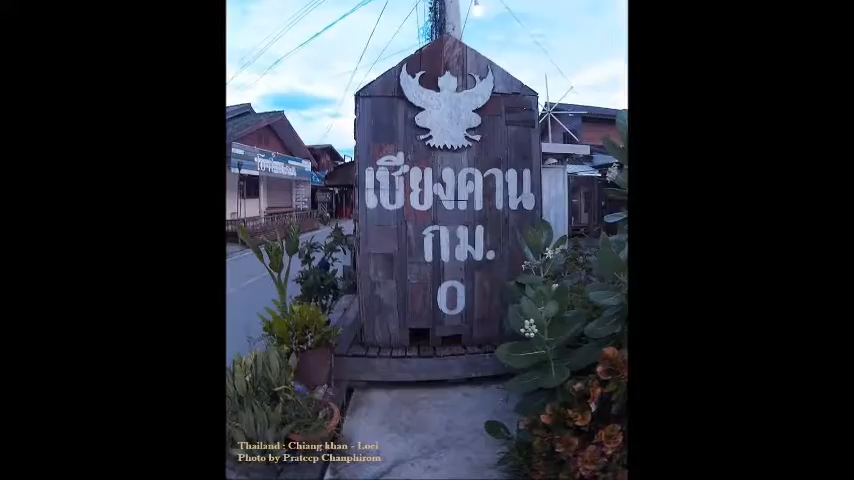 เชียงคาน
กม.
0
Thailand : Chiang khan - Loei
Photo by Prateep Chanphirom